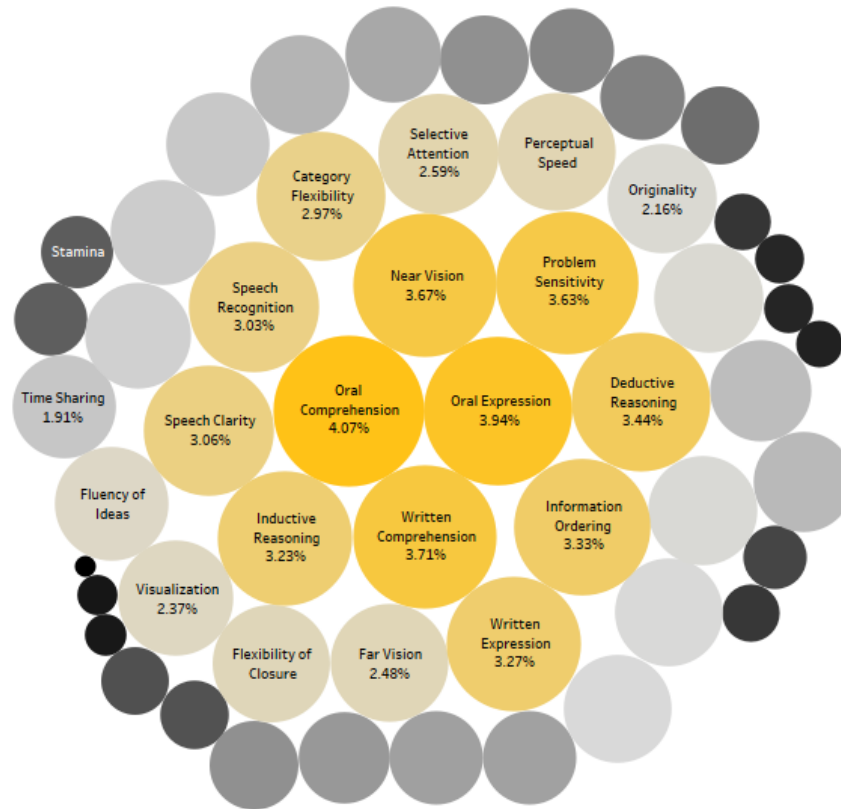 Selective
Attention
2.59%
Perceptual
Speed
Category
Flexibility
2.97%
Originality
2.16%
Stamina
Near Vision
3.67%
Problem
Sensitivity
3.63%
Speech
Recognition
3.03%
Time Sharing
1.91%
Oral
Comprehension
4.07%
Oral Expression
3.94%
Deductive
Reasoning
3.44%
Speech Clarity
3.06%
Fluency of
Ideas
Inductive
Reasoning
3.23%
Written
Comprehension
3.71%
Information
Ordering
3.33%
Visualization
2.37%
Flexibility of
Closure
Far Vision
2.48%
Written
Expression
3.27%